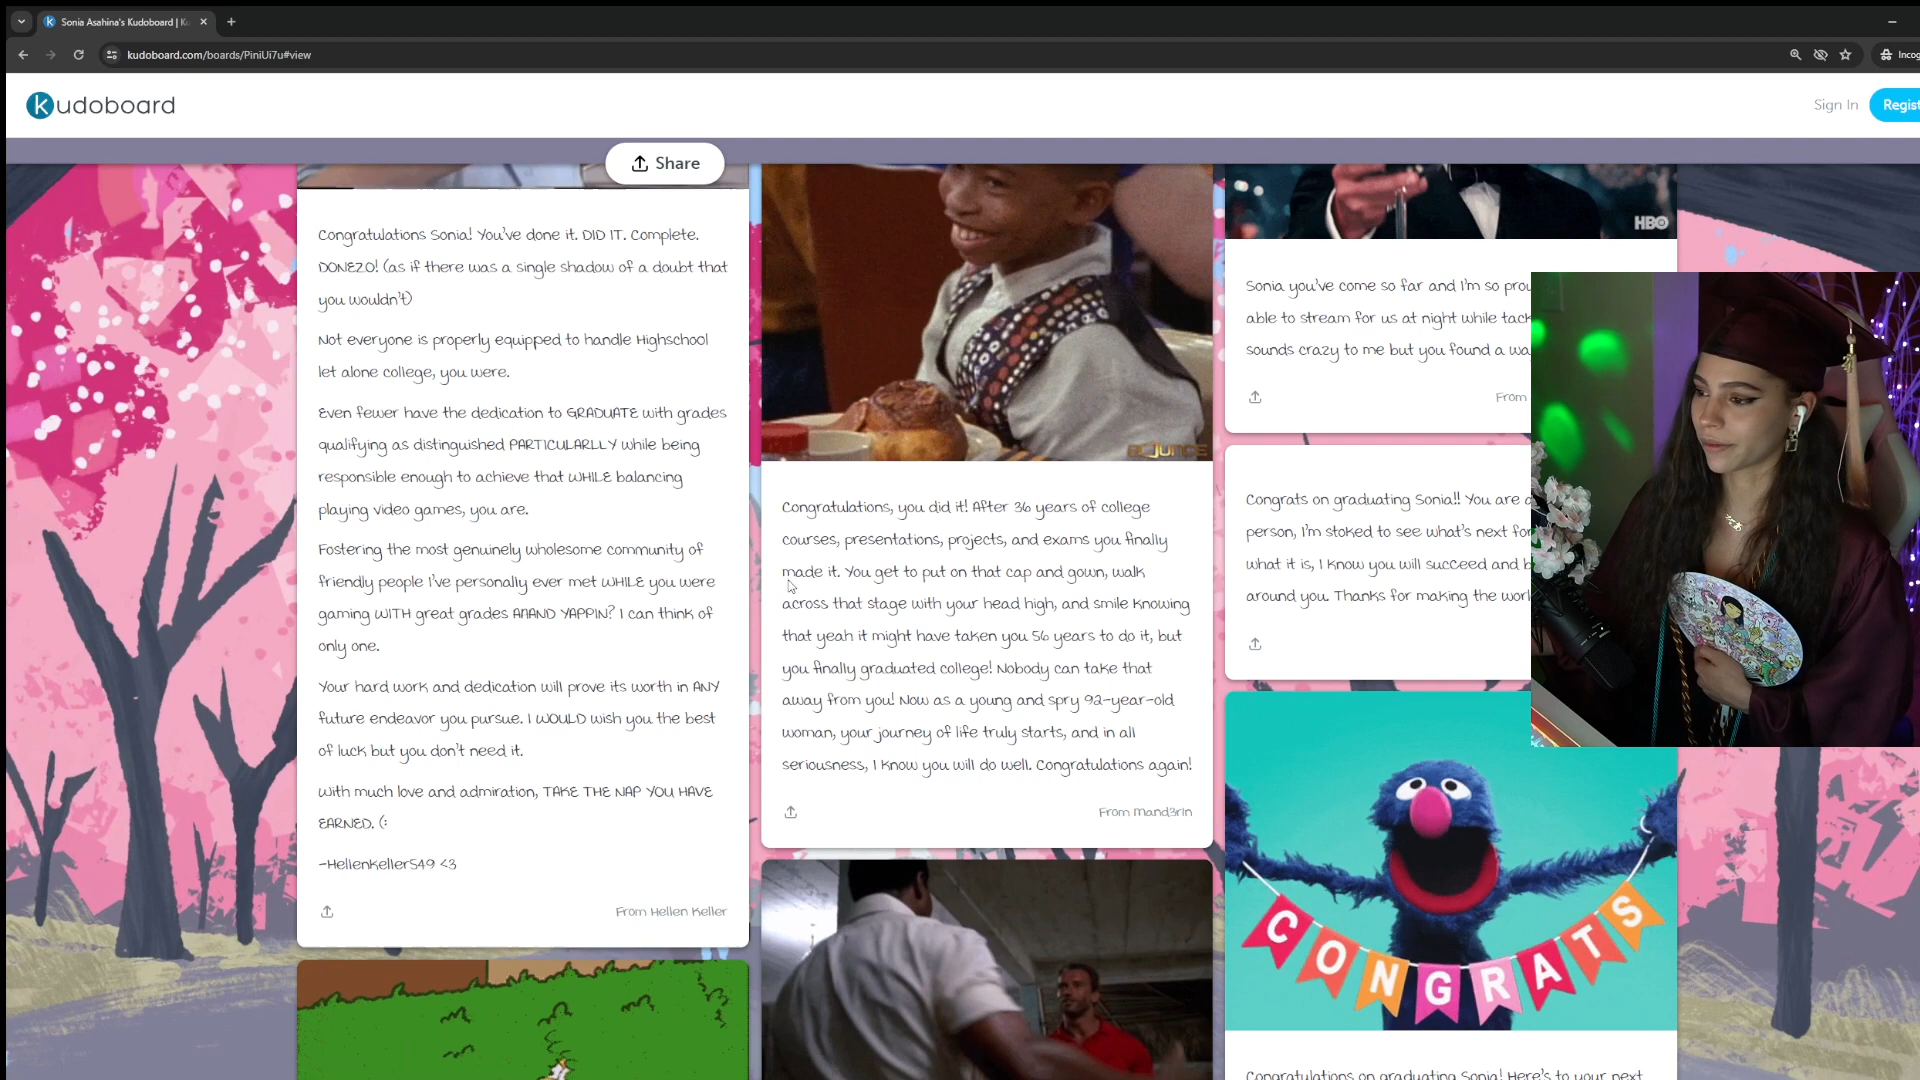 Sonia Asahina's Kudoboard | Ku
kudoboard.com/boards/PiniUi7u#view
Incog
kudoboard
Sign In
Regist
Share
Congratulations Sonia! You've done it. DID IT. Complete.
DONEZO! (as if there was a single shadow of a doubt that
you wouldn't)
Not everyone is properly equipped to handle Highschool
let alone college, you were.
Even fewer have the dedication to GRADUATE with grades
qualifying as distinguished PARTICULARLLY while being
responsible enough to achieve that WHILE balancing
playing video games, you are.
Fostering the most genuinely wholesome community of
friendly people I've personally ever met WHILE you were
gaming WITH great grades AAAND YAPPIN? I can think of
only one.
Your hard work and dedication will prove its worth in ANY
future endeavor you pursue. I WOULD wish you the best
of luck but you don't need it.
With much love and admiration, TAKE THE NAP YOU HAVE
EARNED. (:
-HellenKeller549 <3
From Hellen Keller
Congratulations, you did it! After 36 years of college
courses, presentations, projects, and exams you finally
made it. You get to put on that cap and gown, walk
across that stage with your head high, and smile knowing
that yeah it might have taken you 56 years to do it, but
you finally graduated college! Nobody can take that
away from you! Now as a young and spry 92-year-old
woman, your journey of life truly starts, and in all
seriousness, I know you will do well. Congratulations again!
From Mand3r1n
HBO
Sonia you've come so far and I'm so prou
able to stream for us at night while tack
sounds crazy to me but you found a wa
From
Congrats on graduating Sonia!! You are a
person, I'm stoked to see what's next for
what it is, I know you will succeed and b
around you. Thanks for making the worl
CONGRATS
Congratulations on graduating Sonia! Here's to your next